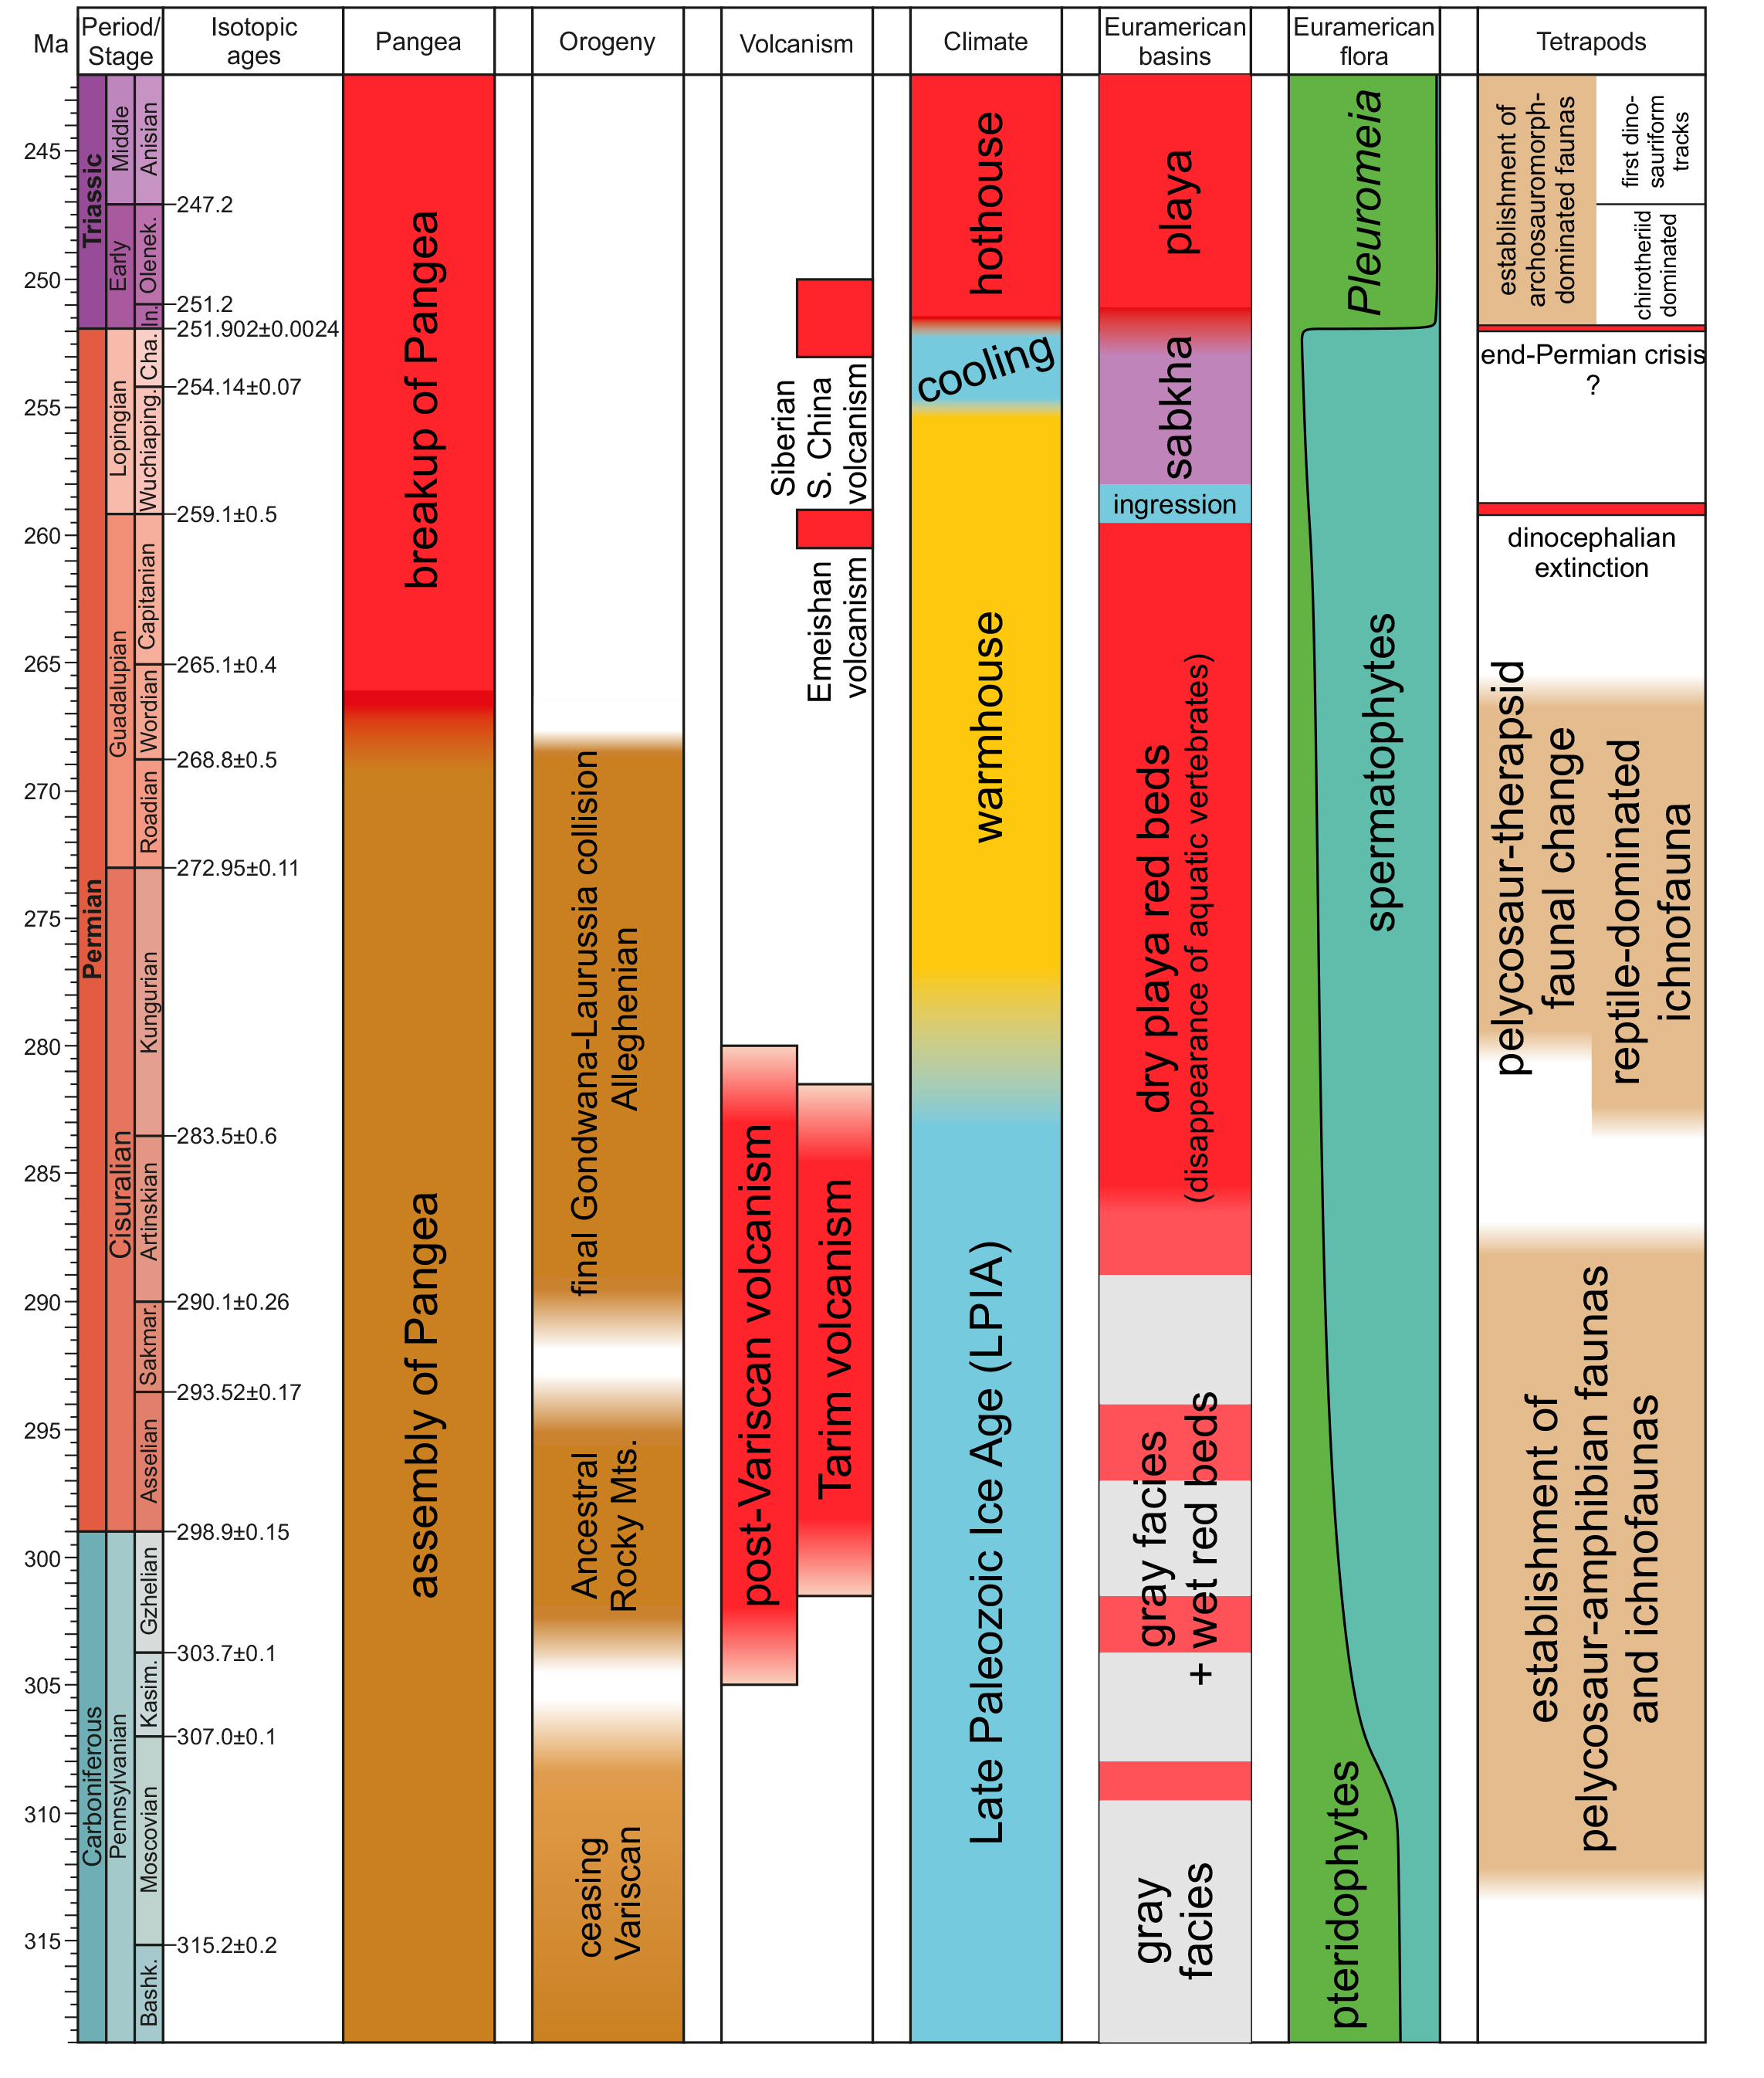 Ma
Period/
Stage
Isotopic
ages
Pangea
Orogeny
Volcanism
Climate
Euramerican
basins
Euramerican
flora
Tetrapods
245
250
255
260
265
270
275
280
285
290
295
300
305
310
315
Triassic
Permian
Carboniferous
Middle
Early
Lopingian
Guadalupian
Cisuralian
Pennsylvanian
Anisian
Olenek.
In.
Cha.
Wuchiaping.
Capitanian
Wordian
Roadian
Kungurian
Artinskian
Sakmar.
Asselian
Gzhelian
Kasim.
Moscovian
Bashk.
247.2
251.2
251.902±0.0024
254.14±0.07
259.1±0.5
265.1±0.4
268.8±0.5
272.95±0.11
283.5±0.6
290.1±0.26
293.52±0.17
298.9±0.15
303.7±0.1
307.0±0.1
315.2±0.2
breakup of Pangea
assembly of Pangea
final Gondwana-Laurussia collision
Alleghenian
Ancestral
Rocky Mts.
ceasing
Variscan
Siberian
S. China
volcanism
Emeishan
volcanism
post-Variscan volcanism
Tarim volcanism
hothouse
cooling
warmhouse
Late Paleozoic Ice Age (LPIA)
playa
sabkha
ingression
dry playa red beds
(disappearance of aquatic vertebrates)
gray facies
+ wet red beds
gray
facies
Pleuromeia
spermatophytes
pteridophytes
establishment of
archosauromorph-
dominated faunas
first dino-
sauriform
tracks
chirotheriid
dominated
end-Permian crisis
?
dinocephalian
extinction
pelycosaur-therapsid
faunal change
reptile-dominated
ichnofauna
establishment of
pelycosaur-amphibian faunas
and ichnofaunas